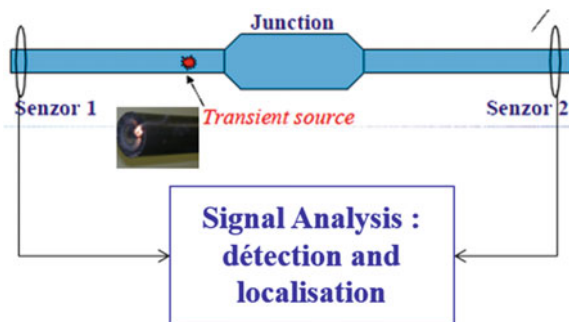 Junction
Senzor 1
Senzor 2
Transient source
Signal Analysis :
détection and
localisation